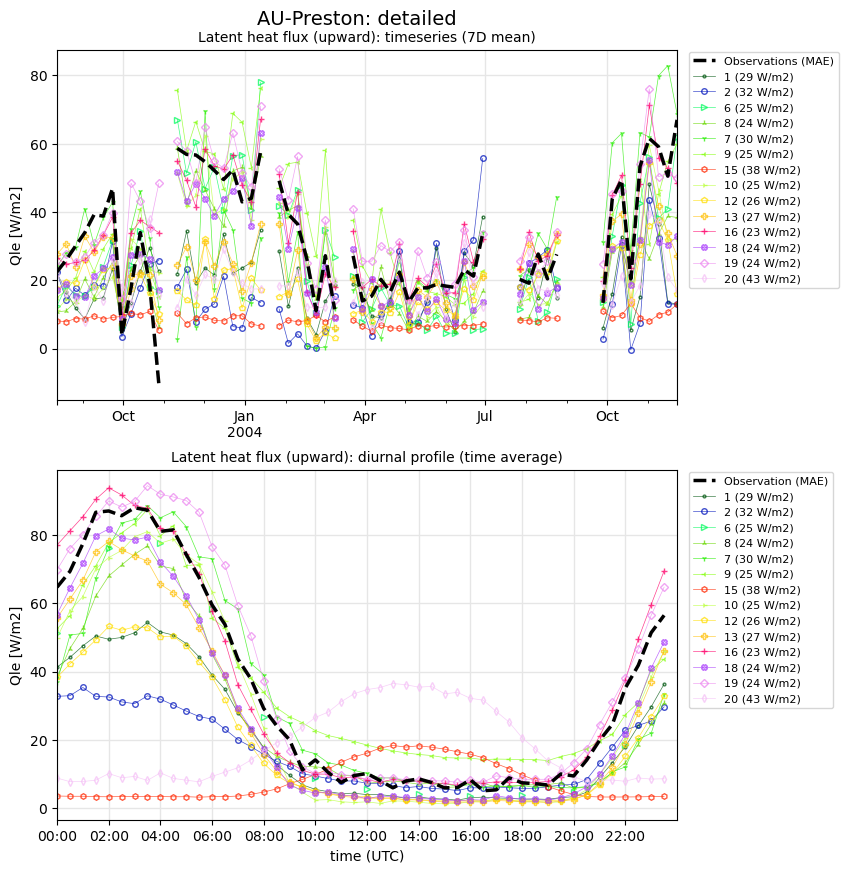 AU-Preston: detailed
Latent heat flux (upward): timeseries (7D mean)
Qle [W/m2]
80
60
40
20
0
Oct
Jan
2004
Apr
Jul
Oct
Observations (MAE)
1 (29 W/m2)
2 (32 W/m2)
6 (25 W/m2)
8 (24 W/m2)
7 (30 W/m2)
9 (25 W/m2)
15 (38 W/m2)
10 (25 W/m2)
12 (26 W/m2)
13 (27 W/m2)
16 (23 W/m2)
18 (24 W/m2)
19 (24 W/m2)
20 (43 W/m2)
Latent heat flux (upward): diurnal profile (time average)
Qle [W/m2]
80
60
40
20
0
00:00
02:00
04:00
06:00
08:00
10:00
12:00
14:00
16:00
18:00
20:00
22:00
time (UTC)
Observation (MAE)
1 (29 W/m2)
2 (32 W/m2)
6 (25 W/m2)
8 (24 W/m2)
7 (30 W/m2)
9 (25 W/m2)
15 (38 W/m2)
10 (25 W/m2)
12 (26 W/m2)
13 (27 W/m2)
16 (23 W/m2)
18 (24 W/m2)
19 (24 W/m2)
20 (43 W/m2)